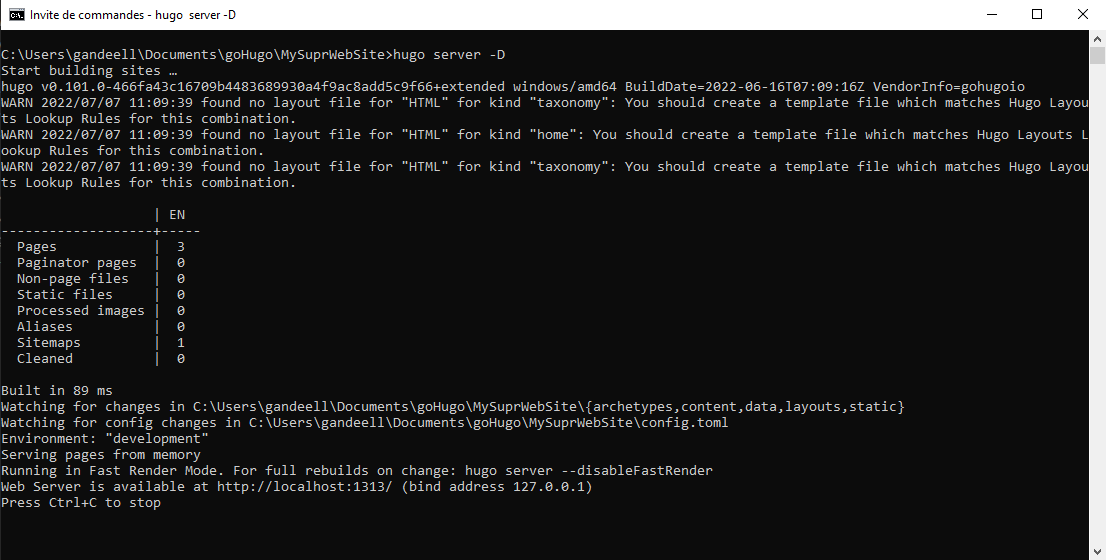 Invite de commandes - hugo  server -D
C:\Users\gandeell\Documents\goHugo\MySuprWebSite>hugo server -D
Start building sites …
hugo v0.101.0-466fa43c16709b4483689930a4f9ac8add5c9f66+extended windows/amd64 BuildDate=2022-06-16T07:09:16Z VendorInfo=gohugoio
WARN 2022/07/07 11:09:39 found no layout file for "HTML" for kind "taxonomy": You should create a template file which matches Hugo Layou
ts Lookup Rules for this combination.
WARN 2022/07/07 11:09:39 found no layout file for "HTML" for kind "home": You should create a template file which matches Hugo Layouts L
ookup Rules for this combination.
WARN 2022/07/07 11:09:39 found no layout file for "HTML" for kind "taxonomy": You should create a template file which matches Hugo Layou
ts Lookup Rules for this combination.
                   | EN
-------------------+-----
  Pages            |  3
  Paginator pages  |  0
  Non-page files   |  0
  Static files     |  0
  Processed images |  0
  Aliases          |  0
  Sitemaps         |  1
  Cleaned          |  0
Built in 89 ms
Watching for changes in C:\Users\gandeell\Documents\goHugo\MySuprWebSite\{archetypes,content,data,layouts,static}
Watching for config changes in C:\Users\gandeell\Documents\goHugo\MySuprWebSite\config.toml
Environment: "development"
Serving pages from memory
Running in Fast Render Mode. For full rebuilds on change: hugo server --disableFastRender
Web Server is available at http://localhost:1313/ (bind address 127.0.0.1)
Press Ctrl+C to stop